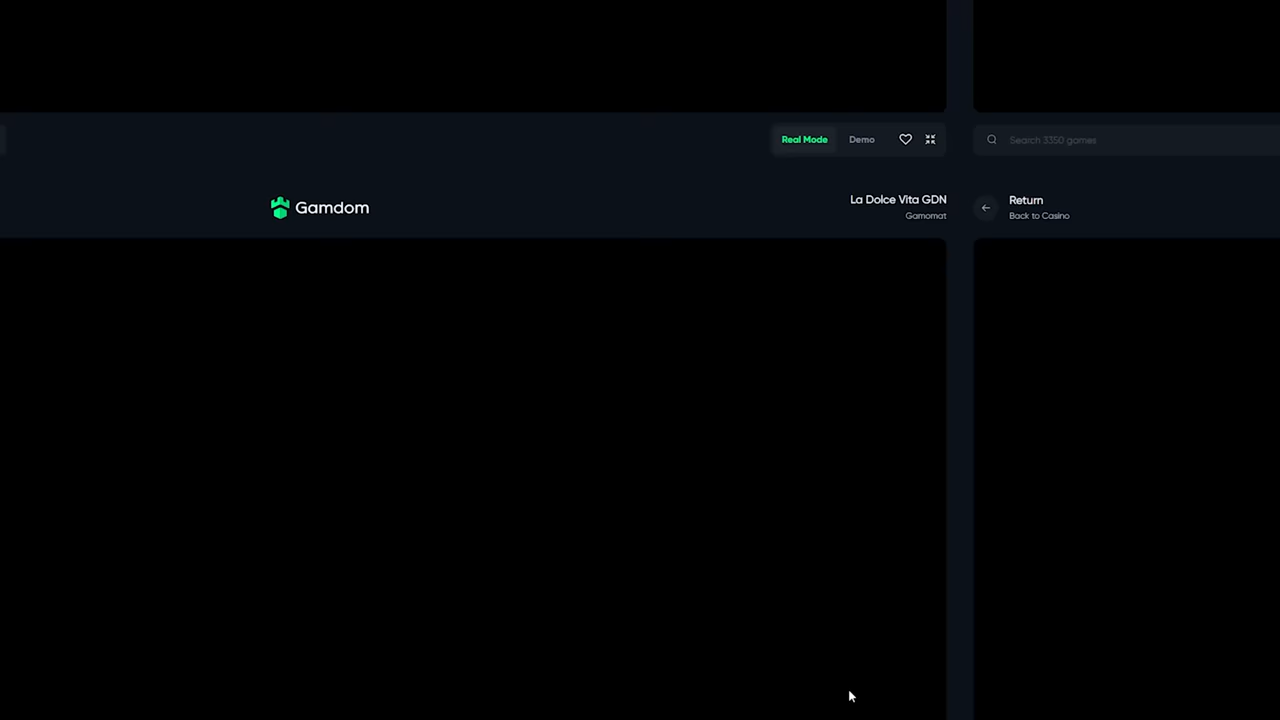 Real Mode
Demo
Search 3350 games
Gamdom
La Dolce Vita GDN
Gamomat
Return
Back to Casino